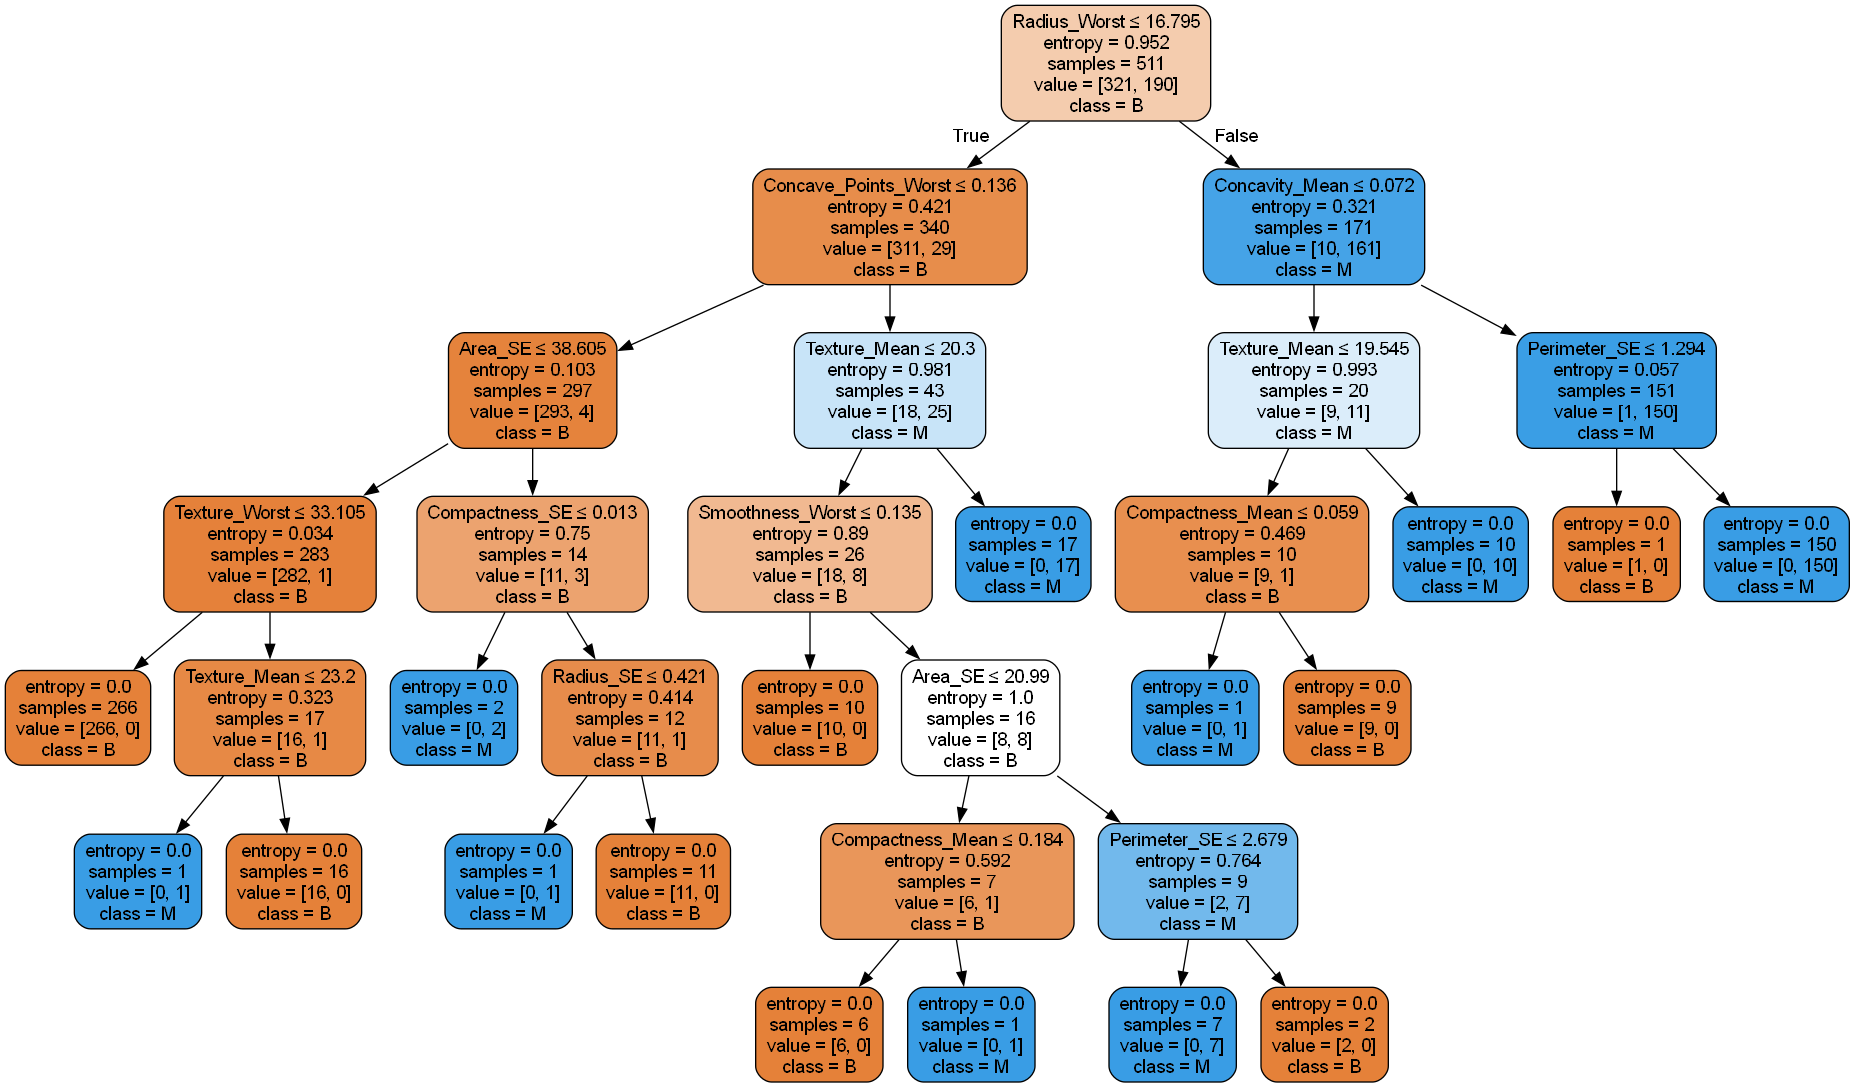 Radius_Worst ≤ 16.795
entropy = 0.952
samples = 511
value = [321, 190]
class = B
True
False
Concave_Points_Worst ≤ 0.136
entropy = 0.421
samples = 340
value = [311, 29]
class = B
Concavity_Mean ≤ 0.072
entropy = 0.321
samples = 171
value = [10, 161]
class = M
Area_SE ≤ 38.605
entropy = 0.103
samples = 297
value = [293, 4]
class = B
Texture_Mean ≤ 20.3
entropy = 0.981
samples = 43
value = [18, 25]
class = M
Texture_Mean ≤ 19.545
entropy = 0.993
samples = 20
value = [9, 11]
class = M
Perimeter_SE ≤ 1.294
entropy = 0.057
samples = 151
value = [1, 150]
class = M
Texture_Worst ≤ 33.105
entropy = 0.034
samples = 283
value = [282, 1]
class = B
Compactness_SE ≤ 0.013
entropy = 0.75
samples = 14
value = [11, 3]
class = B
Smoothness_Worst ≤ 0.135
entropy = 0.89
samples = 26
value = [18, 8]
class = B
entropy = 0.0
samples = 17
value = [0, 17]
class = M
Compactness_Mean ≤ 0.059
entropy = 0.469
samples = 10
value = [9, 1]
class = B
entropy = 0.0
samples = 10
value = [0, 10]
class = M
entropy = 0.0
samples = 1
value = [1, 0]
class = B
entropy = 0.0
samples = 150
value = [0, 150]
class = M
entropy = 0.0
samples = 266
value = [266, 0]
class = B
Texture_Mean ≤ 23.2
entropy = 0.323
samples = 17
value = [16, 1]
class = B
entropy = 0.0
samples = 2
value = [0, 2]
class = M
Radius_SE ≤ 0.421
entropy = 0.414
samples = 12
value = [11, 1]
class = B
entropy = 0.0
samples = 10
value = [10, 0]
class = B
Area_SE ≤ 20.99
entropy = 1.0
samples = 16
value = [8, 8]
class = B
entropy = 0.0
samples = 1
value = [0, 1]
class = M
entropy = 0.0
samples = 9
value = [9, 0]
class = B
entropy = 0.0
samples = 1
value = [0, 1]
class = M
entropy = 0.0
samples = 16
value = [16, 0]
class = B
entropy = 0.0
samples = 1
value = [0, 1]
class = M
entropy = 0.0
samples = 11
value = [11, 0]
class = B
Compactness_Mean ≤ 0.184
entropy = 0.592
samples = 7
value = [6, 1]
class = B
Perimeter_SE ≤ 2.679
entropy = 0.764
samples = 9
value = [2, 7]
class = M
entropy = 0.0
samples = 6
value = [6, 0]
class = B
entropy = 0.0
samples = 1
value = [0, 1]
class = M
entropy = 0.0
samples = 7
value = [0, 7]
class = M
entropy = 0.0
samples = 2
value = [2, 0]
class = B